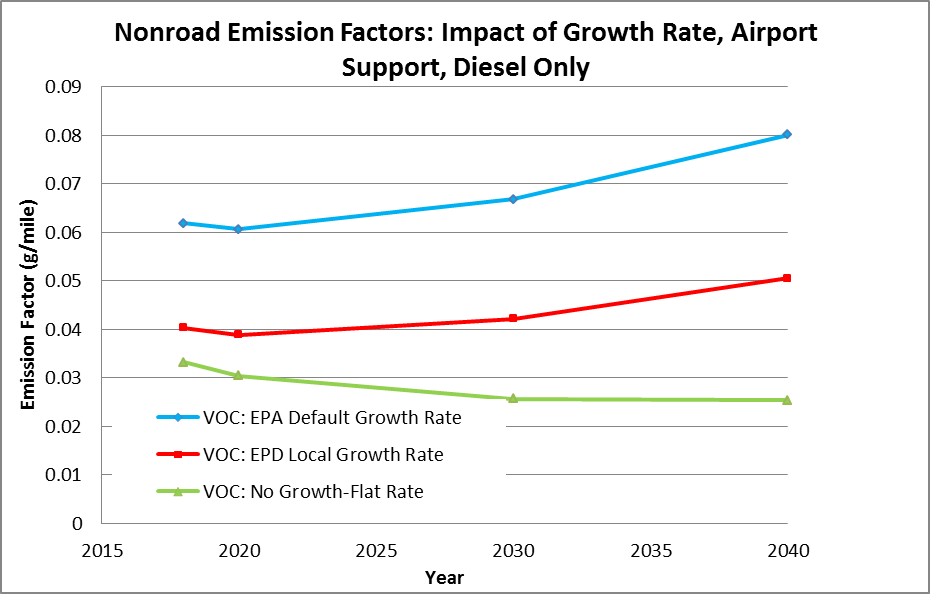 Nonroad Emission Factors: Impact of Growth Rate, Airport
Support, Diesel Only
Emission Factor (g/mile)
0.09
0.08
0.07
0.06
0.05
0.04
0.03
0.02
0.01
0
VOC: EPA Default Growth Rate
VOC: EPD Local Growth Rate
VOC: No Growth-Flat Rate
2015 2020 2025 2030 2035 2040
Year